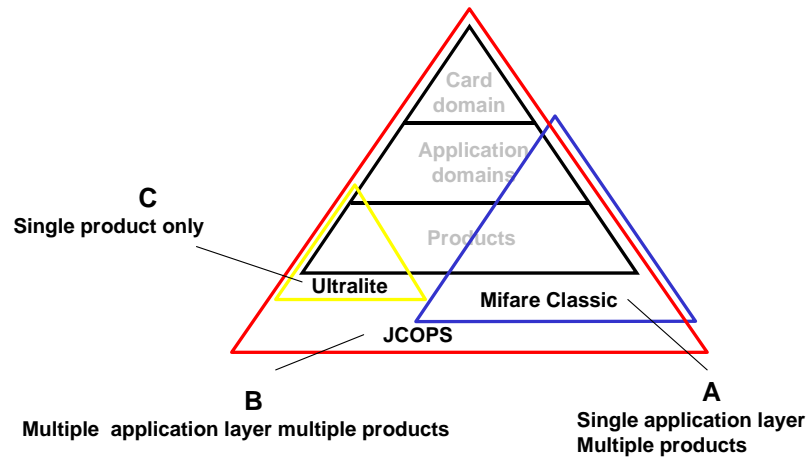 Card
domain
Application
domains
C
Single product only
Products
Ultralite
Mifare Classic
JCOPS
B
Multiple  application layer multiple products
A
Single application layer
Multiple products